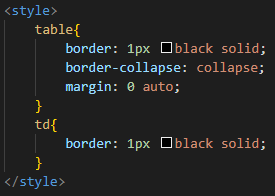 <style>
    table{
        border: 1px black solid;
        border-collapse: collapse;
        margin: 0 auto;
    }
    td{
        border: 1px black solid;
    }
</style>